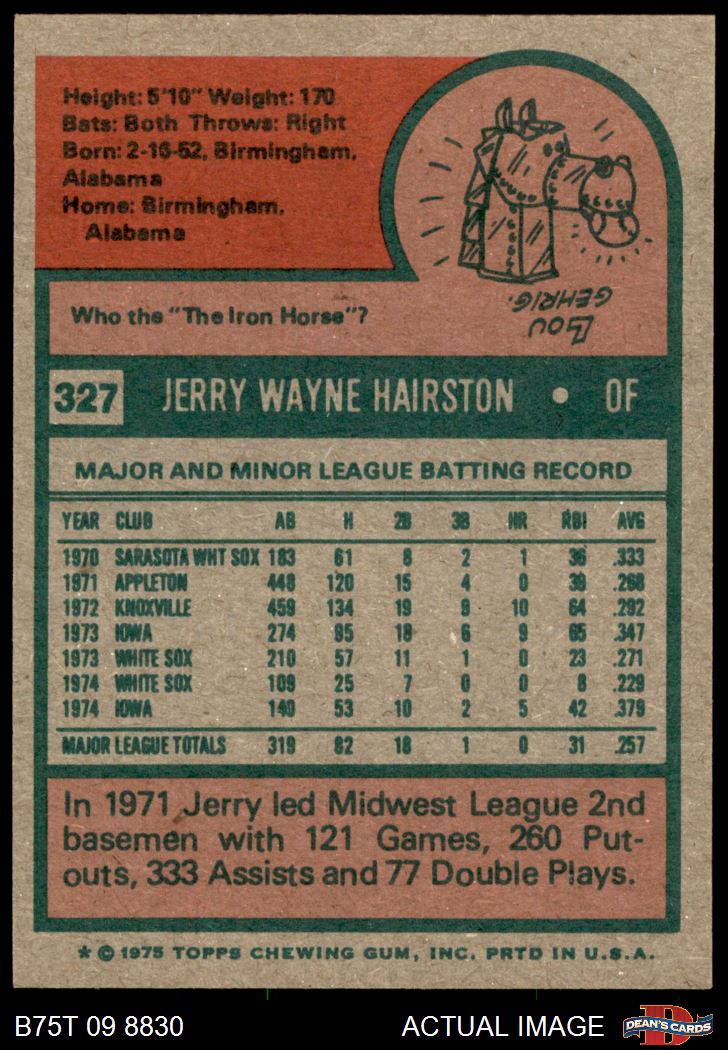 Height: 5'10" Weight: 170
Bats: Both Throws: Right
Born: 2-16-52, Birmingham,
Alabama
Home: Birmingham,
Alabama
Who the "The Iron Horse"?
LOU
GEHRIG.
327 JERRY WAYNE HAIRSTON • OF
MAJOR AND MINOR LEAGUE BATTING RECORD
YEAR CLUB AB H 2B 3B HR RBI AVG
1970 SARASOTA WHT SOX 183 61 8 2 1 36 .333
1971 APPLETON 448 120 15 4 0 39 .268
1972 KNOXVILLE 459 134 19 9 10 64 .292
1973 IOWA 274 95 18 6 9 65 .347
1973 WHITE SOX 210 57 11 1 0 23 .271
1974 WHITE SOX 109 25 7 0 0 8 .229
1974 IOWA 140 53 10 2 5 42 .379
MAJOR LEAGUE TOTALS 319 82 18 1 0 31 .257
In 1971 Jerry led Midwest League 2nd
basemen with 121 Games, 260 Put-
outs, 333 Assists and 77 Double Plays.
* © 1975 TOPPS CHEWING GUM, INC. PRTD IN U.S.A.
B75T 09 8830 ACTUAL IMAGE D DEAN'S CARDS